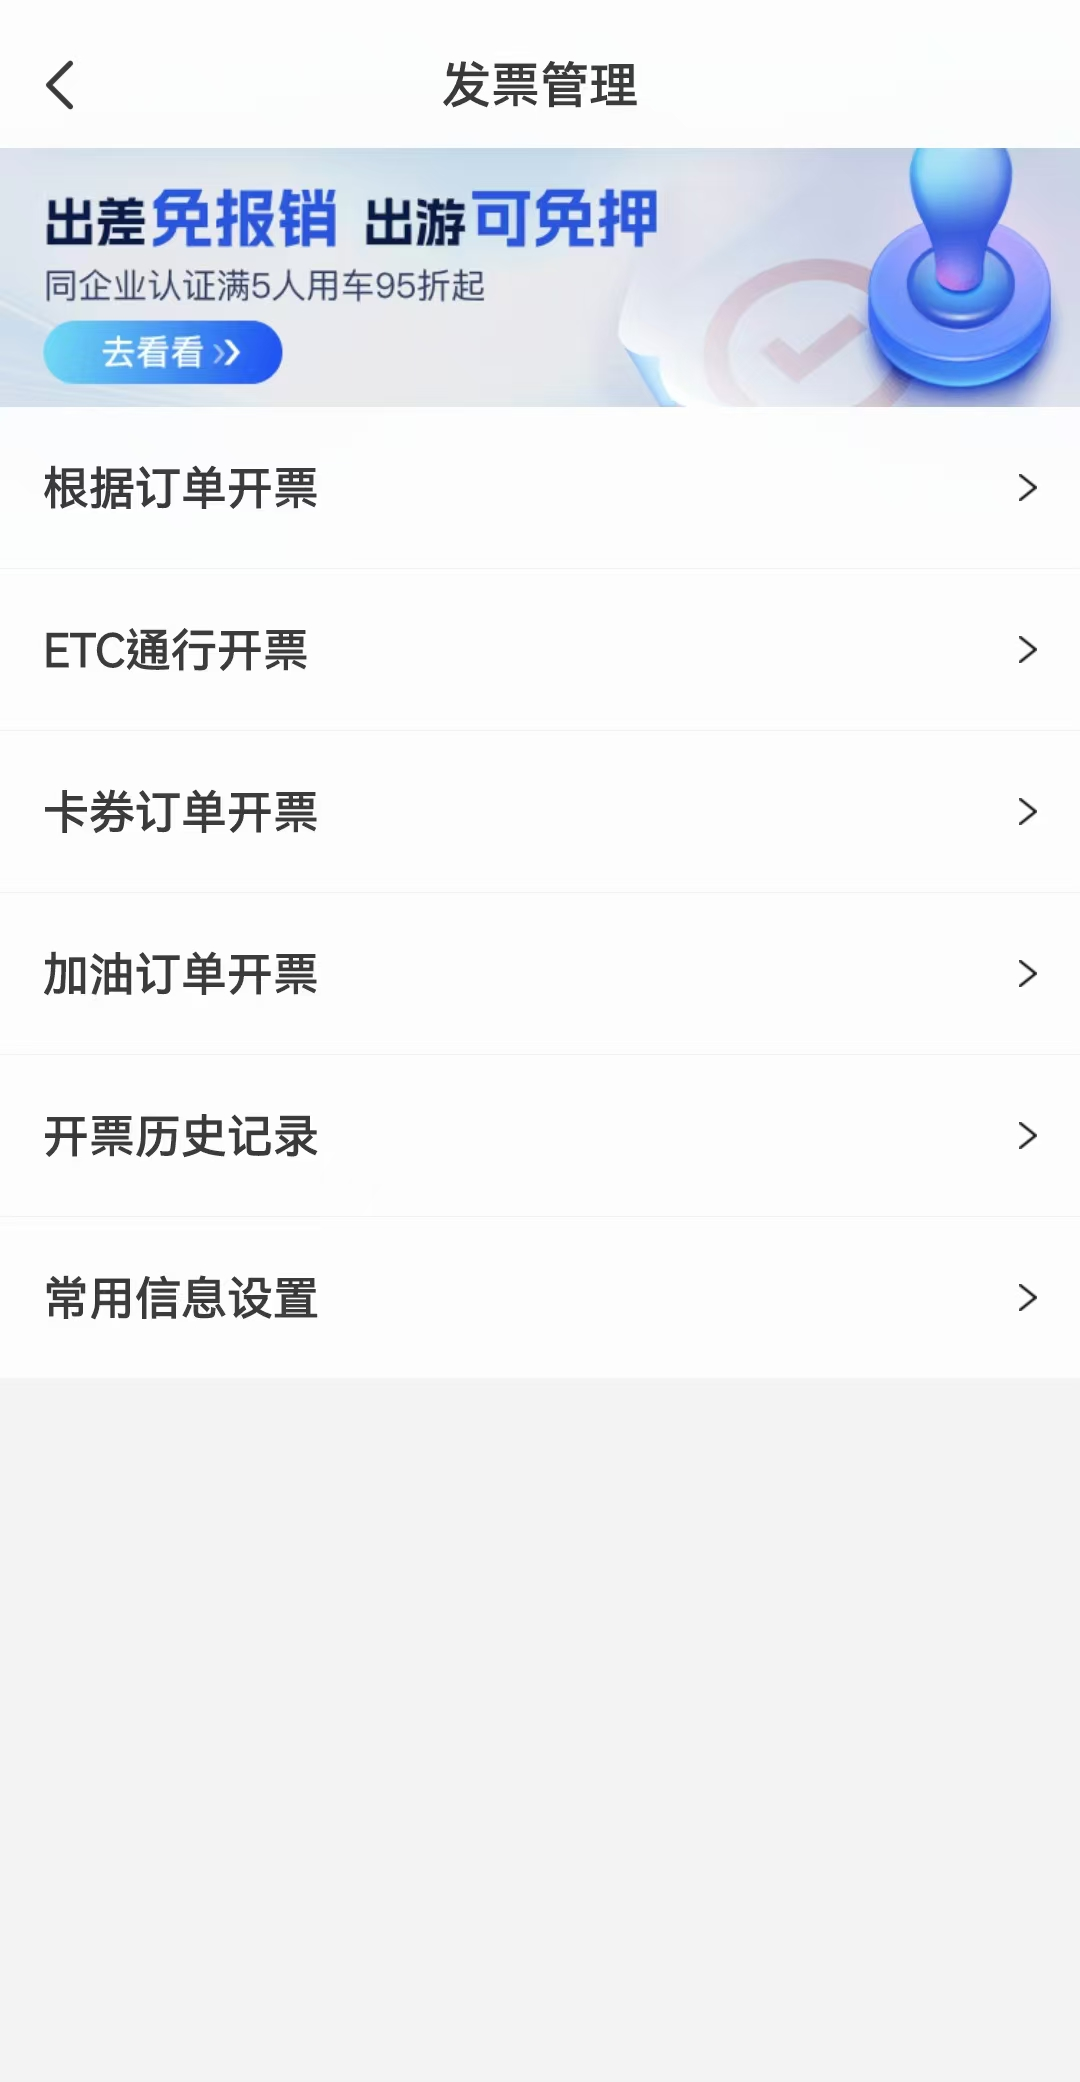 发票管理
出差免报销 出游可免押
同企业认证满5人用车95折起
去看看
根据订单开票
ETC通行开票
卡券订单开票
加油订单开票
开票历史记录
常用信息设置